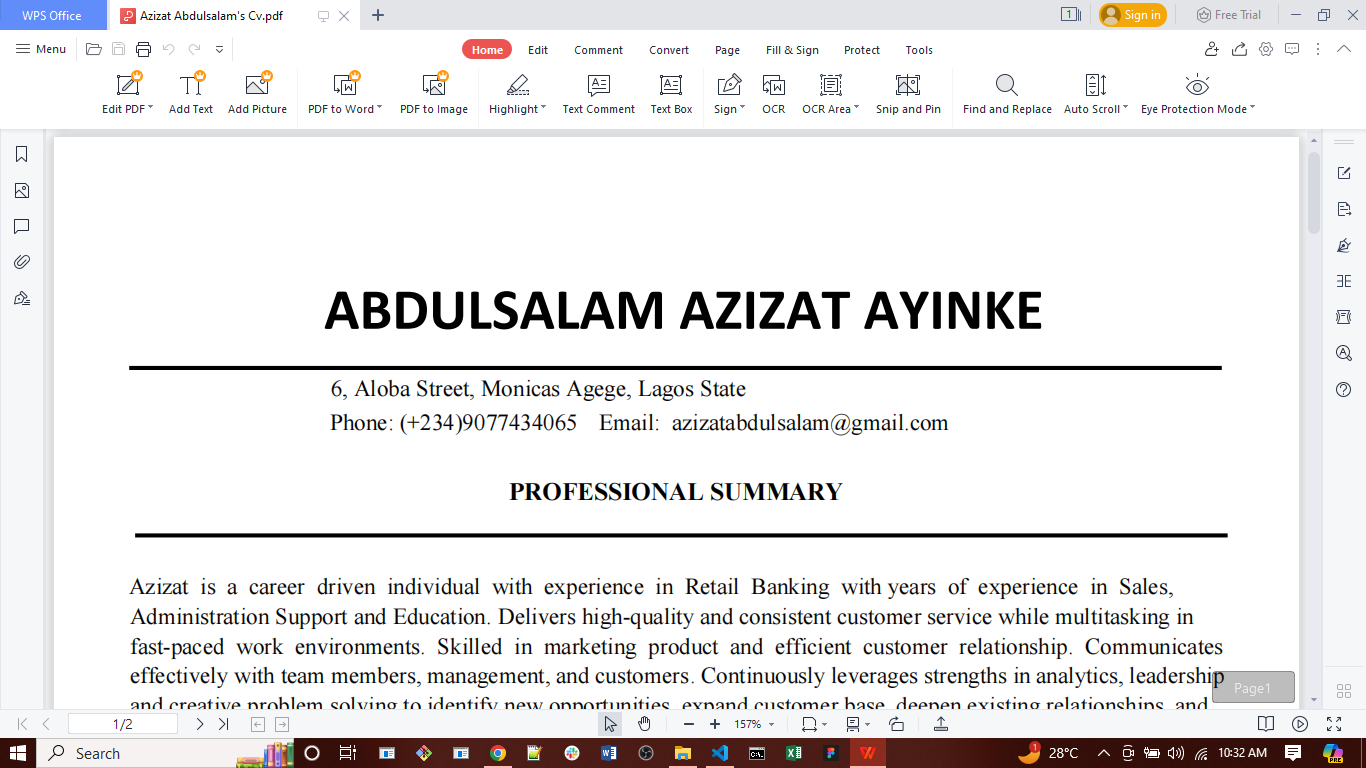 WPS Office
Azizat Abdulsalam's Cv.pdf
1
Sign in
Free Trial
Menu
Home
Edit
Comment
Convert
Page
Fill & Sign
Protect
Tools
Edit PDF
Add Text
Add Picture
PDF to Word
PDF to Image
Highlight
Text Comment
Text Box
Sign
OCR
OCR Area
Snip and Pin
Find and Replace
Auto Scroll
Eye Protection Mode
ABDULSALAM AZIZAT AYINKE
6, Aloba Street, Monicas Agege, Lagos State
Phone: (+234)9077434065 Email: azizatabdulsalam@gmail.com
PROFESSIONAL SUMMARY
Azizat is a career driven individual with experience in Retail Banking with years of experience in Sales,
Administration Support and Education. Delivers high-quality and consistent customer service while multitasking in
fast-paced work environments. Skilled in marketing product and efficient customer relationship. Communicates
effectively with team members, management, and customers. Continuously leverages strengths in analytics, leadership
and creative problem solving to identify new opportunities, expand customer base, deepen existing relationships, and
Page1
1/2
157%
Search
1
28°C
10:32 AM
PRE